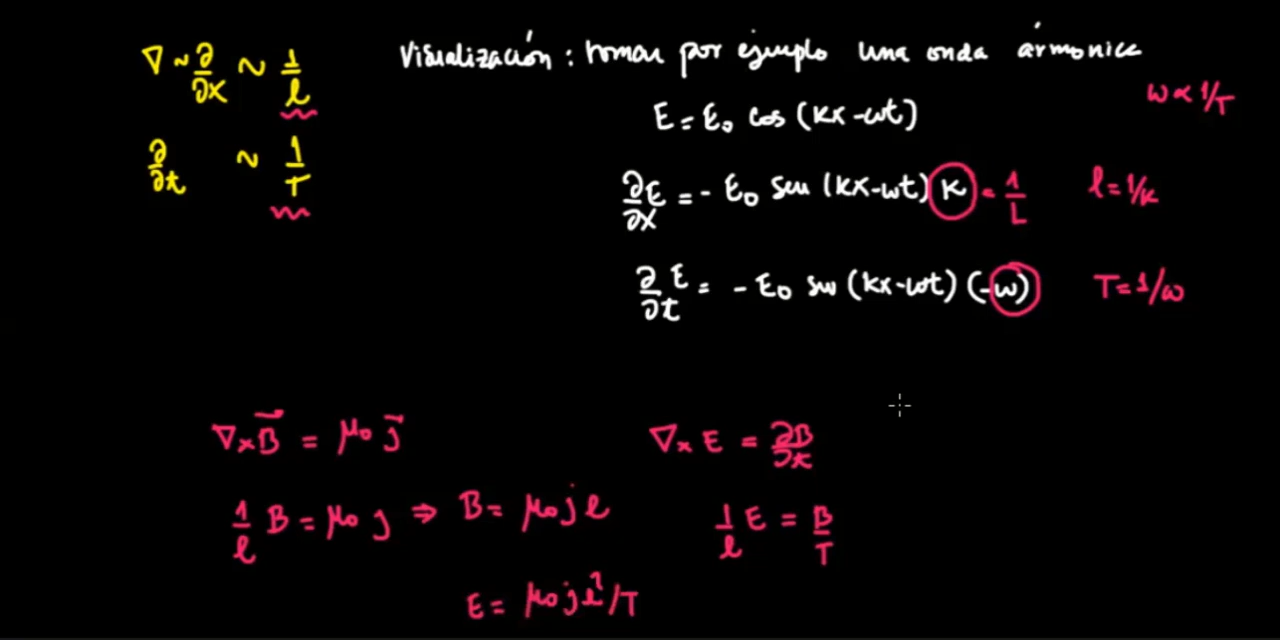 ∇ ~ ∂/∂x ~ 1/l
∂/∂t ~ 1/T
Visualización: tomar por ejemplo una onda ármonica
ω ∝ 1/T
E = E₀ cos (kx - ωt)
∂E/∂x = - E₀ sen (kx - ωt) k = 1/L
l = 1/k
∂/∂t E = - E₀ sen (kx - ωt) (-ω)
T = 1/ω
∇×B⃗ = μ₀ j⃗
∇× E = ∂B/∂t
1/l B = μ₀ j ⇒ B = μ₀ j l
1/l E = B/T
E = μ₀ j l²/T